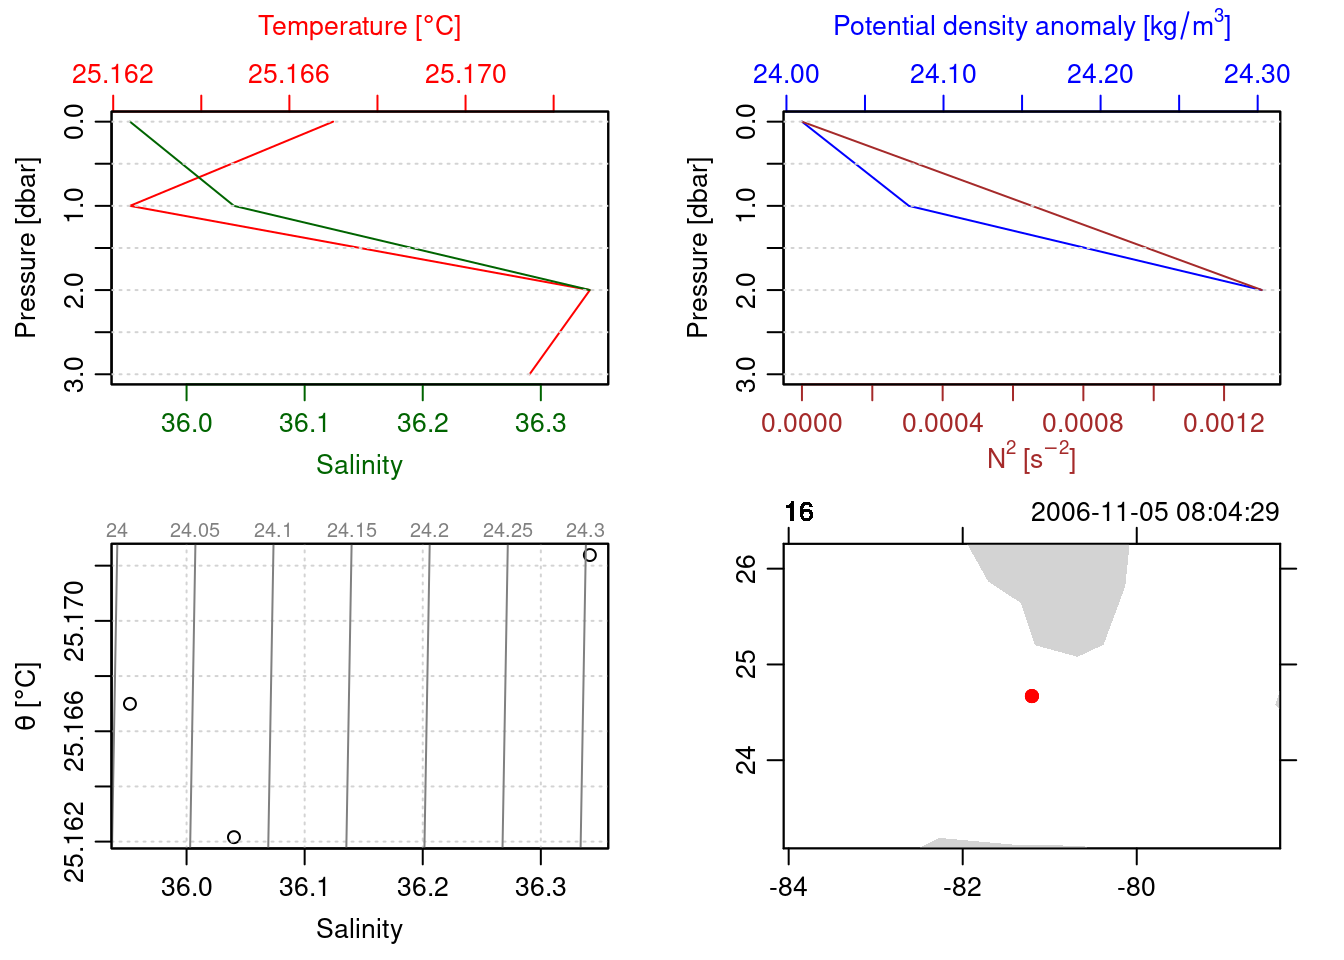 Temperature [°C]
25.162 25.166 25.170
0.0 1.0 2.0 3.0
Pressure [dbar]
36.0 36.1 36.2 36.3
Salinity
Potential density anomaly [kg/m³]
24.00 24.10 24.20 24.30
0.0 1.0 2.0 3.0
Pressure [dbar]
0.0000 0.0004 0.0008 0.0012
N² [s⁻²]
24 24.05 24.1 24.15 24.2 24.25 24.3
25.162 25.166 25.170
θ [°C]
36.0 36.1 36.2 36.3
Salinity
16 2006-11-05 08:04:29
26
25
24
-84 -82 -80